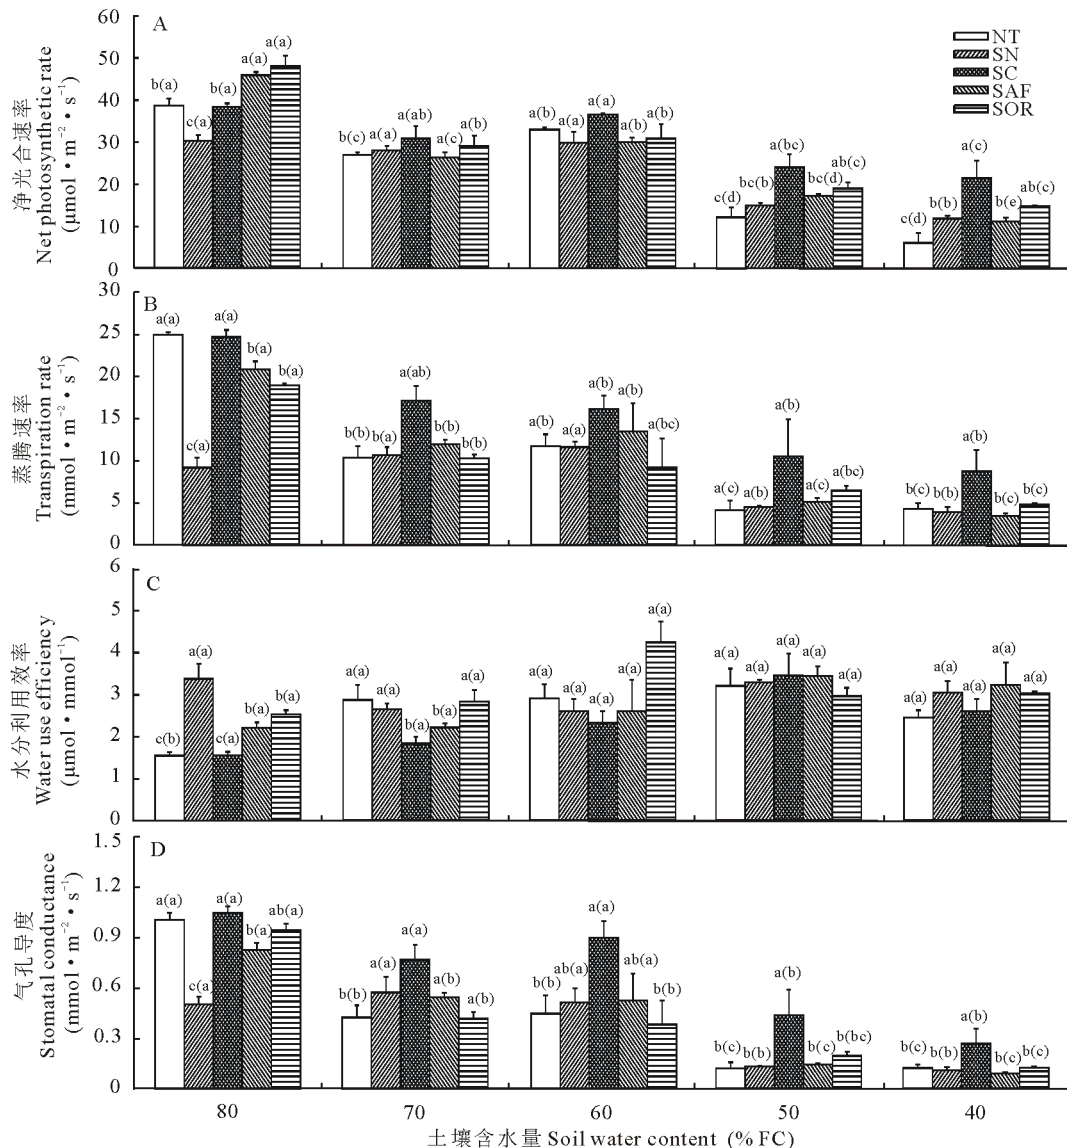 A
净光合速率
Net photosynthetic rate
(μmol·m⁻²·s⁻¹)
60
50
40
30
20
10
0
b(a) c(a) b(a) a(a) a(a)
b(c) a(a) a(ab) a(c) a(b)
a(b) a(a) a(a) a(b) a(b)
c(d) bc(b) a(bc) bc(d) ab(c)
c(d) b(b) a(c) b(e) ab(c)
NT
SN
SC
SAF
SOR
B
蒸腾速率
Transpiration rate
(mmol·m⁻²·s⁻¹)
30
25
20
15
10
5
0
a(a) c(a) a(a) b(a) b(a)
b(b) b(a) a(ab) b(b) b(b)
a(b) a(a) a(b) a(b) a(bc)
a(c) a(b) a(b) a(c) a(bc)
b(c) b(b) a(b) b(c) b(c)
C
水分利用效率
Water use efficiency
(μmol·mmol⁻¹)
6
5
4
3
2
1
0
c(b) a(a) c(a) b(a) b(a)
a(a) a(a) b(a) b(a) a(a)
a(a) a(a) a(a) a(a) a(a)
a(a) a(a) a(a) a(a) a(a)
a(b) a(a) a(a) a(a) a(a)
D
气孔导度
Stomatal conductance
(mmol·m⁻²·s⁻¹)
1.5
1.2
0.9
0.6
0.3
0
a(a) c(a) a(a) b(a) ab(a)
b(b) a(a) a(a) a(b) a(b)
b(b) ab(a) a(a) ab(a) b(b)
b(c) b(b) a(b) b(c) b(bc)
b(c) b(b) a(b) b(c) b(c)
80 70 60 50 40
土壤含水量 Soil water content (% FC)